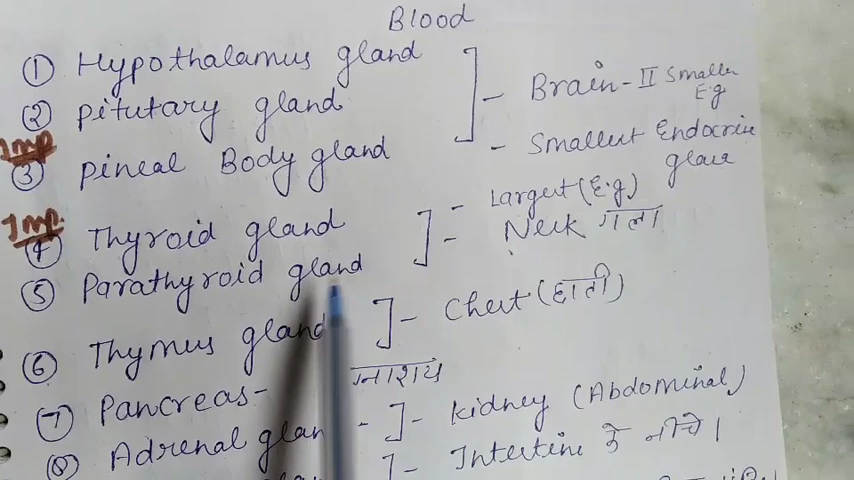 Blood
① Hypothalamus gland
② Pitutary gland
Brain - II Smaller E.g
Imp
③ Pineal Body gland
- Smallest Endocrine gland
Imp.
④ Thyroid gland
- Largest (E.g)
- Neck गला
⑤ Parathyroid gland
⑥ Thymus gland
- Chest (छाती)
⑦ Pancreas-
⑧ Adrenal glan
- Kidney (Abdominal)
- Intestine के नीचे।